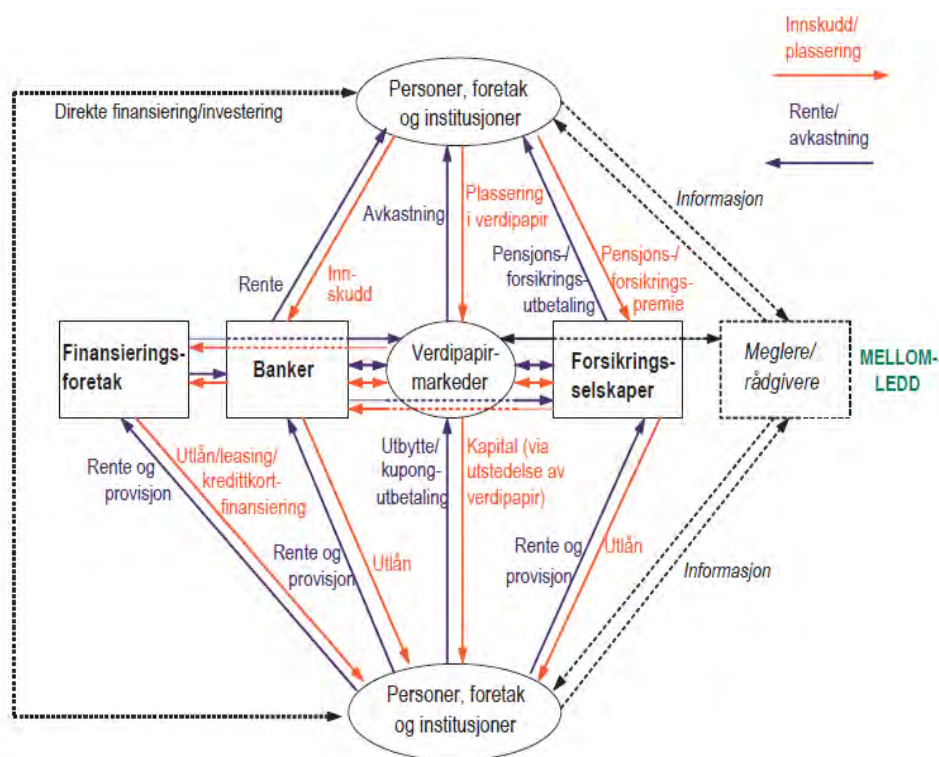 Innskudd/
plassering
Personer, foretak
og institusjoner
Direkte finansiering/investering
Rente/
avkastning
Informasjon
Avkastning
Plassering
i verdipapir
Rente
Inn-
skudd
Pensjons-/
forsikrings-
utbetaling
Pensjons-/
forsikrings-
premie
Finansierings-
foretak
Banker
Verdipapir-
markeder
Forsikrings-
selskaper
Meglere/
rådgivere
MELLOM-
LEDD
Rente og
provisjon
Utlån/leasing/
kredittkort-
finansiering
Utbytte/
kupong-
utbetaling
Kapital (via
utstedelse av
verdipapir)
Rente og
provisjon
Utlån
Rente og
provisjon
Utlån
Informasjon
Personer, foretak
og institusjoner